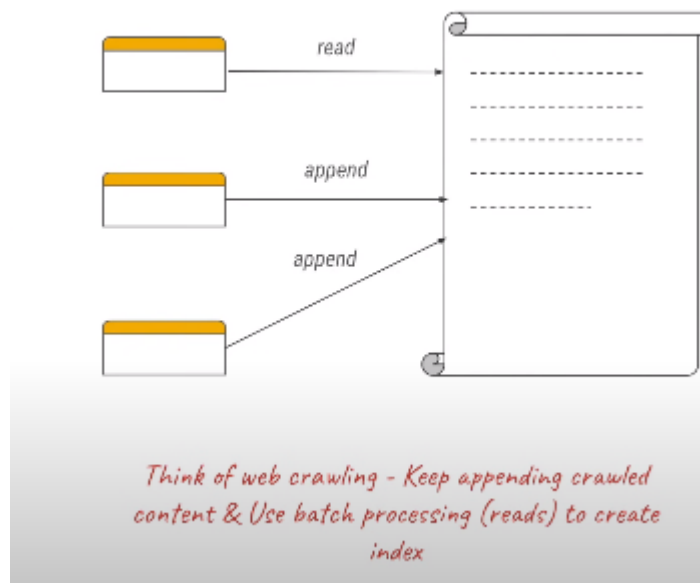 read
append
append
Think of web crawling - Keep appending crawled
content & Use batch processing (reads) to create
index